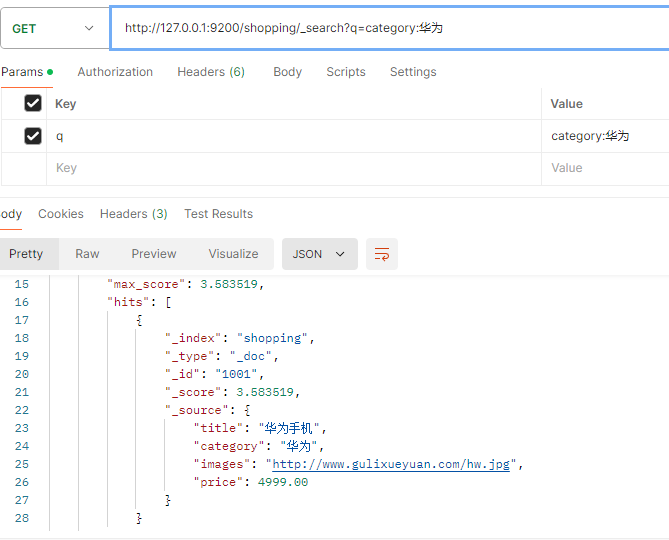 GET http://127.0.0.1:9200/shopping/_search?q=category:华为
Params Authorization Headers (6) Body Scripts Settings
Key Value
q category:华为
Key Value
ody Cookies Headers (3) Test Results
Pretty Raw Preview Visualize JSON
15 "max_score": 3.583519,
16 "hits": [
17 {
18 "_index": "shopping",
19 "_type": "_doc",
20 "_id": "1001",
21 "_score": 3.583519,
22 "_source": {
23 "title": "华为手机",
24 "category": "华为",
25 "images": "http://www.gulixueyuan.com/hw.jpg",
26 "price": 4999.00
27 }
28 }